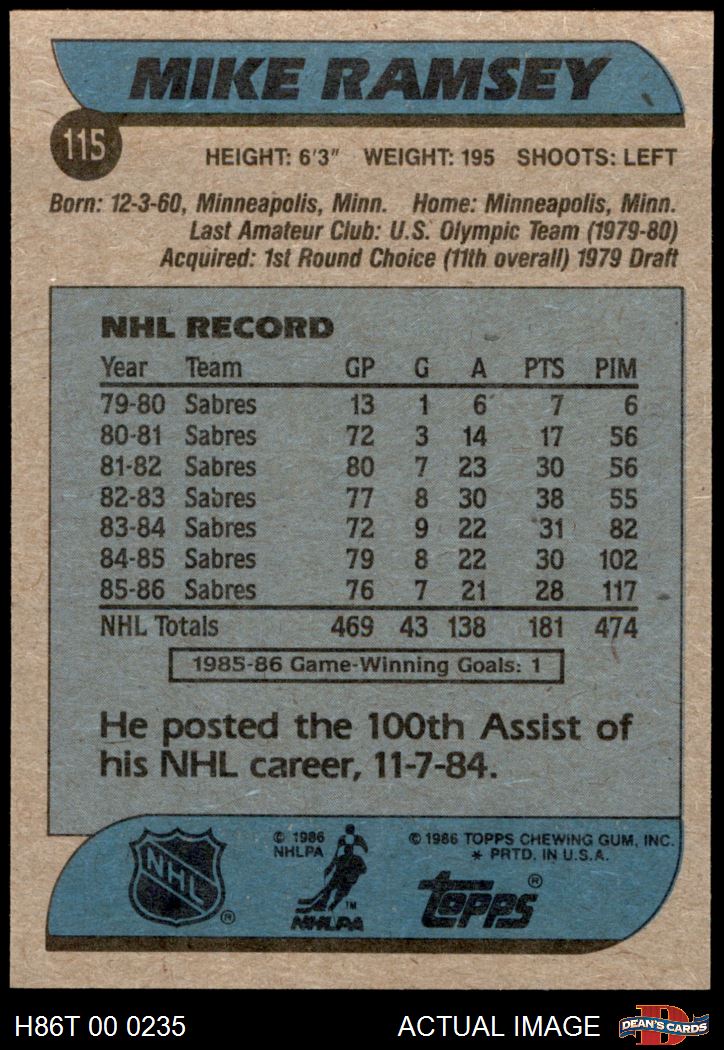 MIKE RAMSEY
115
HEIGHT: 6'3" WEIGHT: 195 SHOOTS: LEFT
Born: 12-3-60, Minneapolis, Minn. Home: Minneapolis, Minn.
Last Amateur Club: U.S. Olympic Team (1979-80)
Acquired: 1st Round Choice (11th overall) 1979 Draft
NHL RECORD
Year Team GP G A PTS PIM
79-80 Sabres 13 1 6 7 6
80-81 Sabres 72 3 14 17 56
81-82 Sabres 80 7 23 30 56
82-83 Sabres 77 8 30 38 55
83-84 Sabres 72 9 22 31 82
84-85 Sabres 79 8 22 30 102
85-86 Sabres 76 7 21 28 117
NHL Totals 469 43 138 181 474
1985-86 Game-Winning Goals: 1
He posted the 100th Assist of
his NHL career, 11-7-84.
NHL ®
© 1986
NHLPA
NHLPA ™
© 1986 TOPPS CHEWING GUM, INC.
* PRTD. IN U.S.A.
topps ®
H86T 00 0235 ACTUAL IMAGE
D DEAN'S CARDS